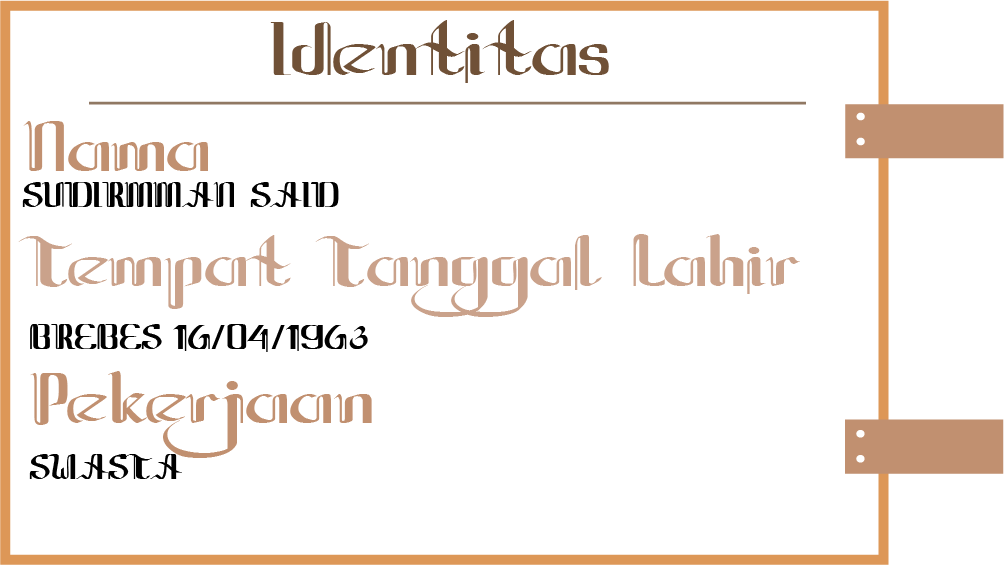 Identitas
Nama
SUDIRMMAN SAID
Tempat Tanggal Lahir
BREBES 16/04/1963
Pekerjaan
SWASTA